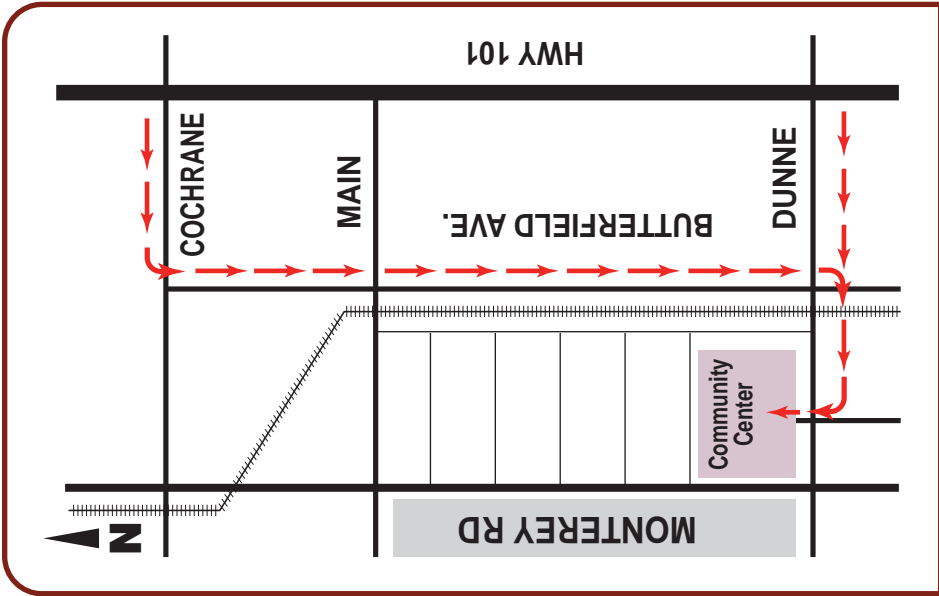 HWY 101
COCHRANE
MAIN
DUNNE
BUTTERFIELD AVE.
Community
Center
MONTEREY RD
N